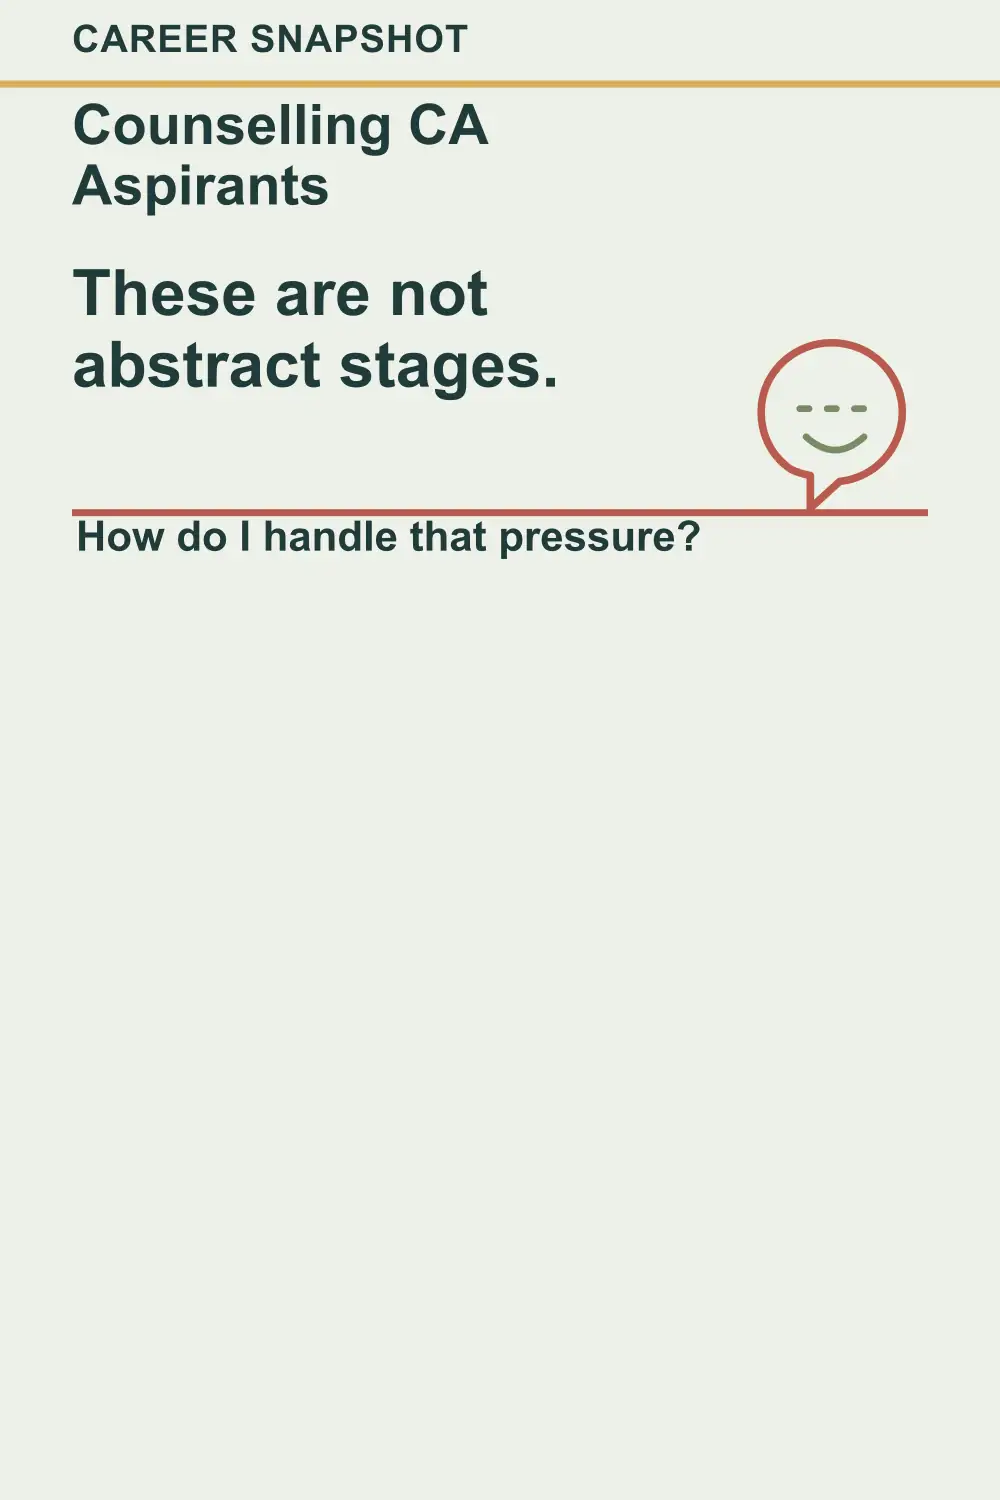 CAREER SNAPSHOT
Counselling CA
Aspirants
These are not
abstract stages.
How do I handle that pressure?